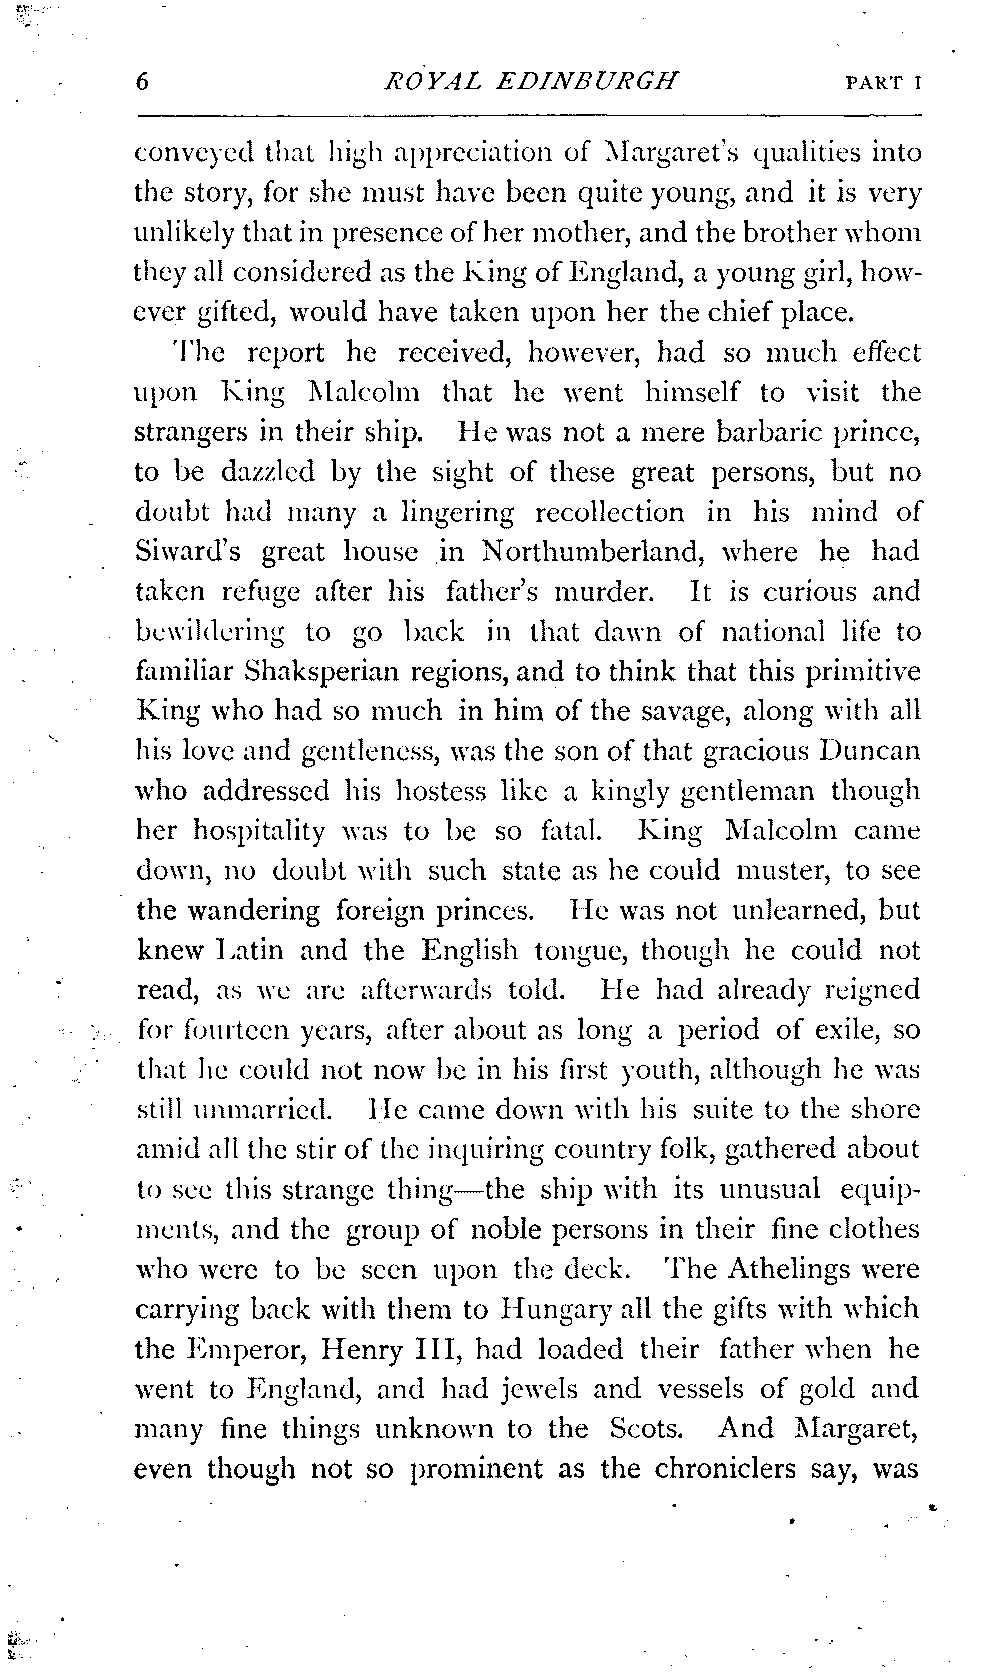 6 ROYAL EDINBURGH PART I
conveyed that high appreciation of Margaret's qualities into
the story, for she must have been quite young, and it is very
unlikely that in presence of her mother, and the brother whom
they all considered as the King of England, a young girl, how-
ever gifted, would have taken upon her the chief place.
The report he received, however, had so much effect
upon King Malcolm that he went himself to visit the
strangers in their ship. He was not a mere barbaric prince,
to be dazzled by the sight of these great persons, but no
doubt had many a lingering recollection in his mind of
Siward's great house in Northumberland, where he had
taken refuge after his father's murder. It is curious and
bewildering to go back in that dawn of national life to
familiar Shaksperian regions, and to think that this primitive
King who had so much in him of the savage, along with all
his love and gentleness, was the son of that gracious Duncan
who addressed his hostess like a kingly gentleman though
her hospitality was to be so fatal. King Malcolm came
down, no doubt with such state as he could muster, to see
the wandering foreign princes. He was not unlearned, but
knew Latin and the English tongue, though he could not
read, as we are afterwards told. He had already reigned
for fourteen years, after about as long a period of exile, so
that he could not now be in his first youth, although he was
still unmarried. He came down with his suite to the shore
amid all the stir of the inquiring country folk, gathered about
to see this strange thing—the ship with its unusual equip-
ments, and the group of noble persons in their fine clothes
who were to be seen upon the deck. The Athelings were
carrying back with them to Hungary all the gifts with which
the Emperor, Henry III, had loaded their father when he
went to England, and had jewels and vessels of gold and
many fine things unknown to the Scots. And Margaret,
even though not so prominent as the chroniclers say, was